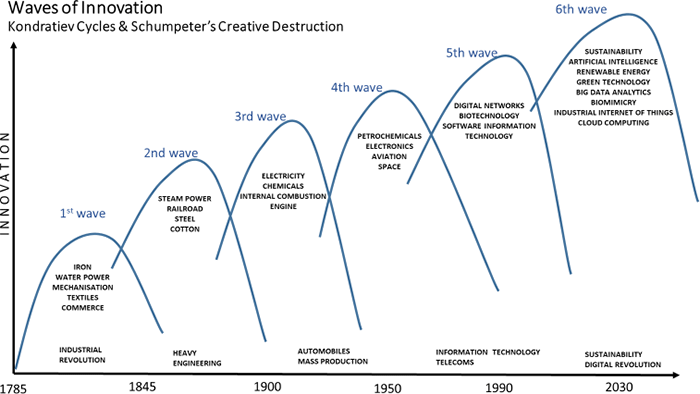 Waves of Innovation
Kondratiev Cycles & Schumpeter's Creative Destruction
INNOVATION
1st wave
IRON
WATER POWER
MECHANISATION
TEXTILES
COMMERCE
2nd wave
STEAM POWER
RAILROAD
STEEL
COTTON
3rd wave
ELECTRICITY
CHEMICALS
INTERNAL COMBUSTION
ENGINE
4th wave
PETROCHEMICALS
ELECTRONICS
AVIATION
SPACE
5th wave
DIGITAL NETWORKS
BIOTECHNOLOGY
SOFTWARE INFORMATION
TECHNOLOGY
6th wave
SUSTAINABILITY
ARTIFICIAL INTELLIGENCE
RENEWABLE ENERGY
GREEN TECHNOLOGY
BIG DATA ANALYTICS
BIOMIMICRY
INDUSTRIAL INTERNET OF THINGS
CLOUD COMPUTING
INDUSTRIAL
REVOLUTION
HEAVY
ENGINEERING
AUTOMOBILES
MASS PRODUCTION
INFORMATION TECHNOLOGY
TELECOMS
SUSTAINABILITY
DIGITAL REVOLUTION
1785
1845
1900
1950
1990
2030